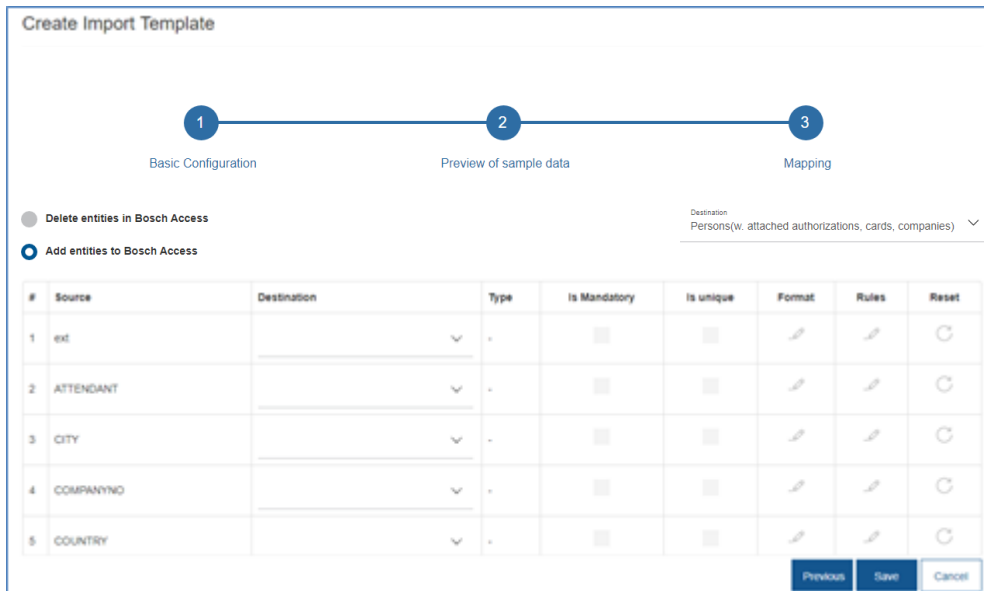 Create Import Template
1 2 3
Basic Configuration Preview of sample data Mapping
Delete entities in Bosch Access
Destination
Persons(w. attached authorizations, cards, companies)
Add entities to Bosch Access
# Source Destination Type Is Mandatory Is unique Format Rules Reset
1 ext -
2 ATTENDANT -
3 CITY -
4 COMPANYNO -
5 COUNTRY -
Previous Save Cancel